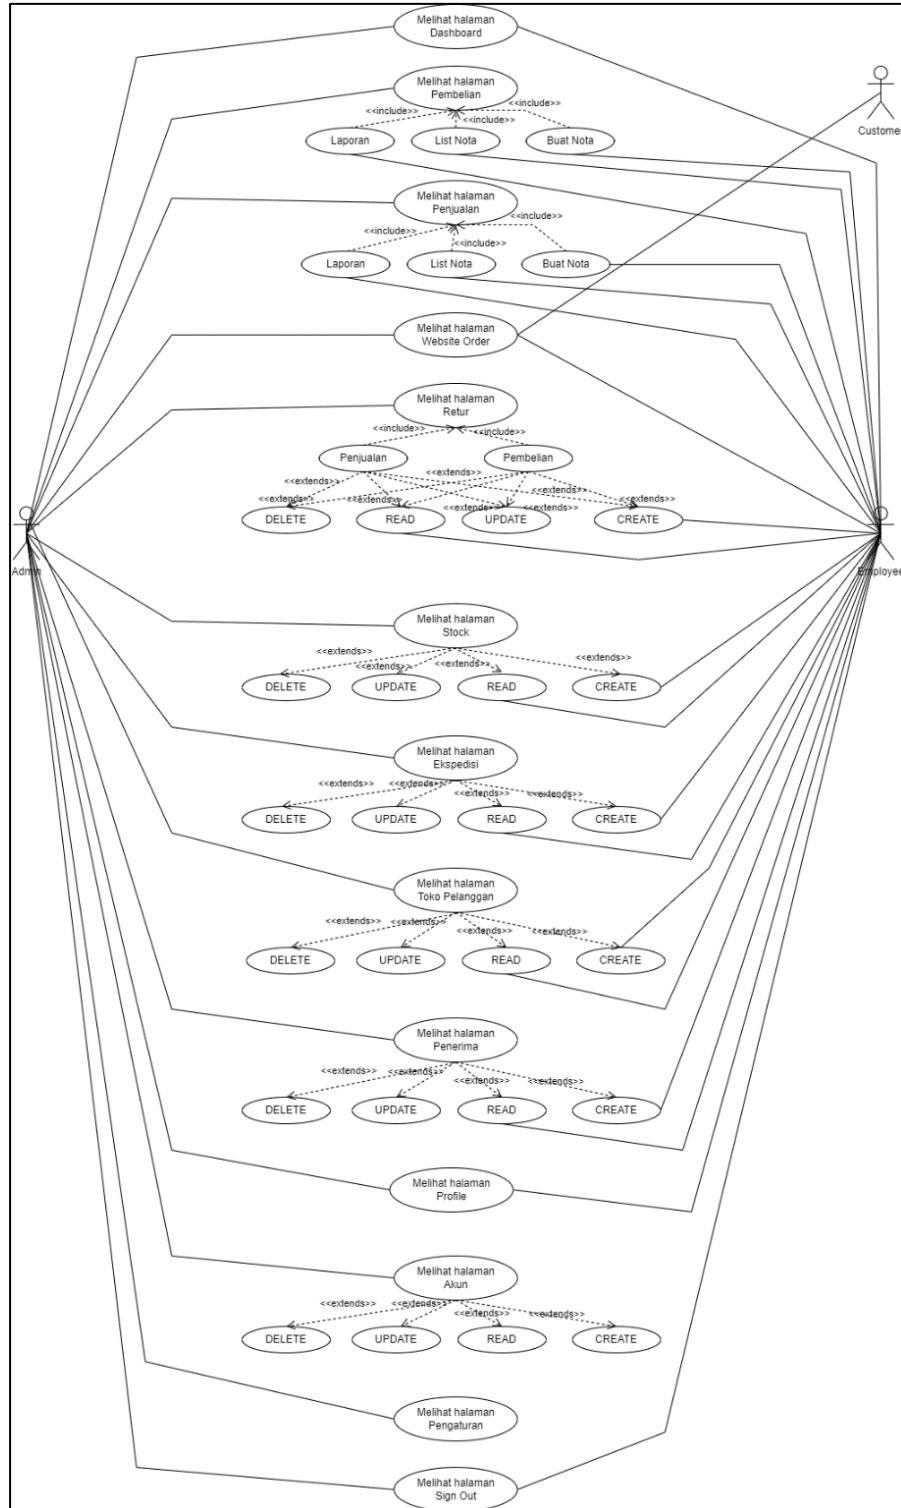 Melihat halaman
Dashboard
Customer
Melihat halaman
Pembelian
<<include>>
<<include>>
<<include>>
Laporan
List Nota
Buat Nota
Melihat halaman
Penjualan
<<include>>
<<include>>
<<include>>
Laporan
List Nota
Buat Nota
Melihat halaman
Website Order
Melihat halaman
Retur
<<include>>
<<include>>
Penjualan
Pembelian
<<extends>>
<<extends>>
<<extends>>
<<extends>>
<<extends>>
<<extends>>
<<extends>>
<<extends>>
DELETE
READ
UPDATE
CREATE
Admin
Employee
Melihat halaman
Stock
<<extends>>
<<extends>>
<<extends>>
<<extends>>
DELETE
UPDATE
READ
CREATE
Melihat halaman
Ekspedisi
<<extends>>
<<extends>>
<<extends>>
<<extends>>
DELETE
UPDATE
READ
CREATE
Melihat halaman
Toko Pelanggan
<<extends>>
<<extends>>
<<extends>>
<<extends>>
DELETE
UPDATE
READ
CREATE
Melihat halaman
Penerima
<<extends>>
<<extends>>
<<extends>>
<<extends>>
DELETE
UPDATE
READ
CREATE
Melihat halaman
Profile
Melihat halaman
Akun
<<extends>>
<<extends>>
<<extends>>
<<extends>>
DELETE
UPDATE
READ
CREATE
Melihat halaman
Pengaturan
Melihat halaman
Sign Out